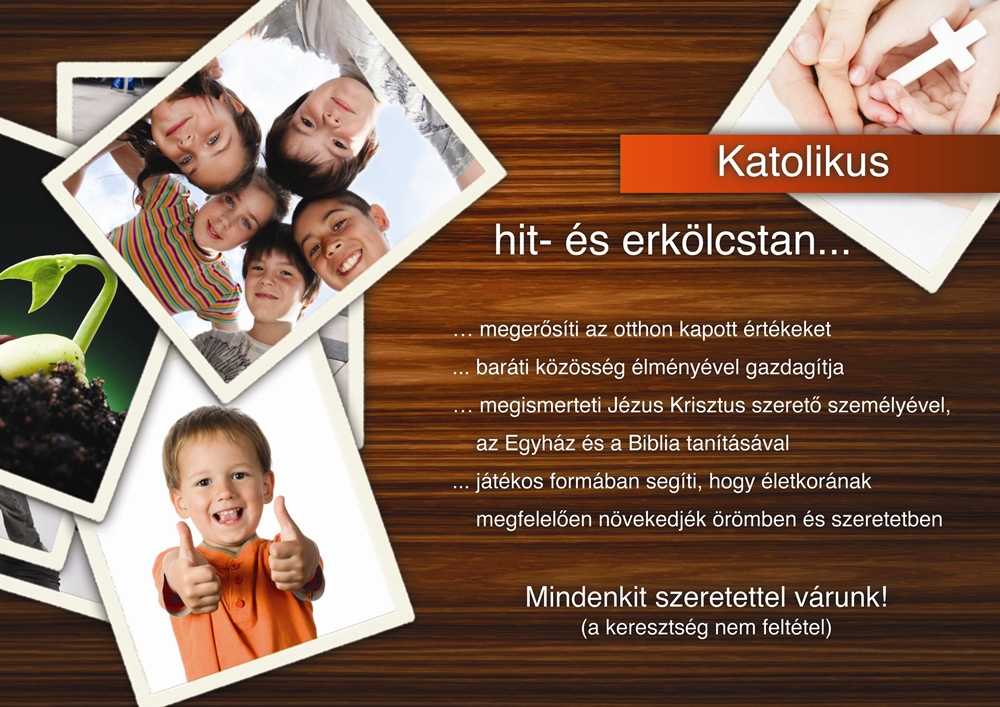 Katolikus
hit- és erkölcstan...
… megerősíti az otthon kapott értékeket
... baráti közösség élményével gazdagítja
… megismerteti Jézus Krisztus szerető személyével,
az Egyház és a Biblia tanításával
... játékos formában segíti, hogy életkorának
megfelelően növekedjék örömben és szeretetben
Mindenkit szeretettel várunk!
(a keresztség nem feltétel)